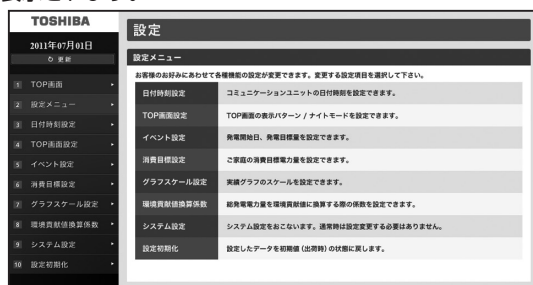 TOSHIBA
2011年07月01日
更新
1 TOP画面
2 設定メニュー
3 日付時刻設定
4 TOP画面設定
5 イベント設定
6 消費目標設定
7 グラフスケール設定
8 環境貢献値換算係数
9 システム設定
10 設定初期化
設定
設定メニュー
お客様のお好みにあわせて各種機能の設定が変更できます。変更する設定項目を選択して下さい。
日付時刻設定 コミュニケーションユニットの日付時刻を設定できます。
TOP画面設定 TOP画面の表示パターン / ナイトモードを設定できます。
イベント設定 発電開始日、発電目標量を設定できます。
消費目標設定 ご家庭の消費目標電力量を設定できます。
グラフスケール設定 実績グラフのスケールを設定できます。
環境貢献値換算係数 総発電電力量を環境貢献値に換算する際の係数を設定できます。
システム設定 システム設定をおこないます。通常時は設定変更する必要はありません。
設定初期化 設定したデータを初期値(出荷時)の状態に戻します。